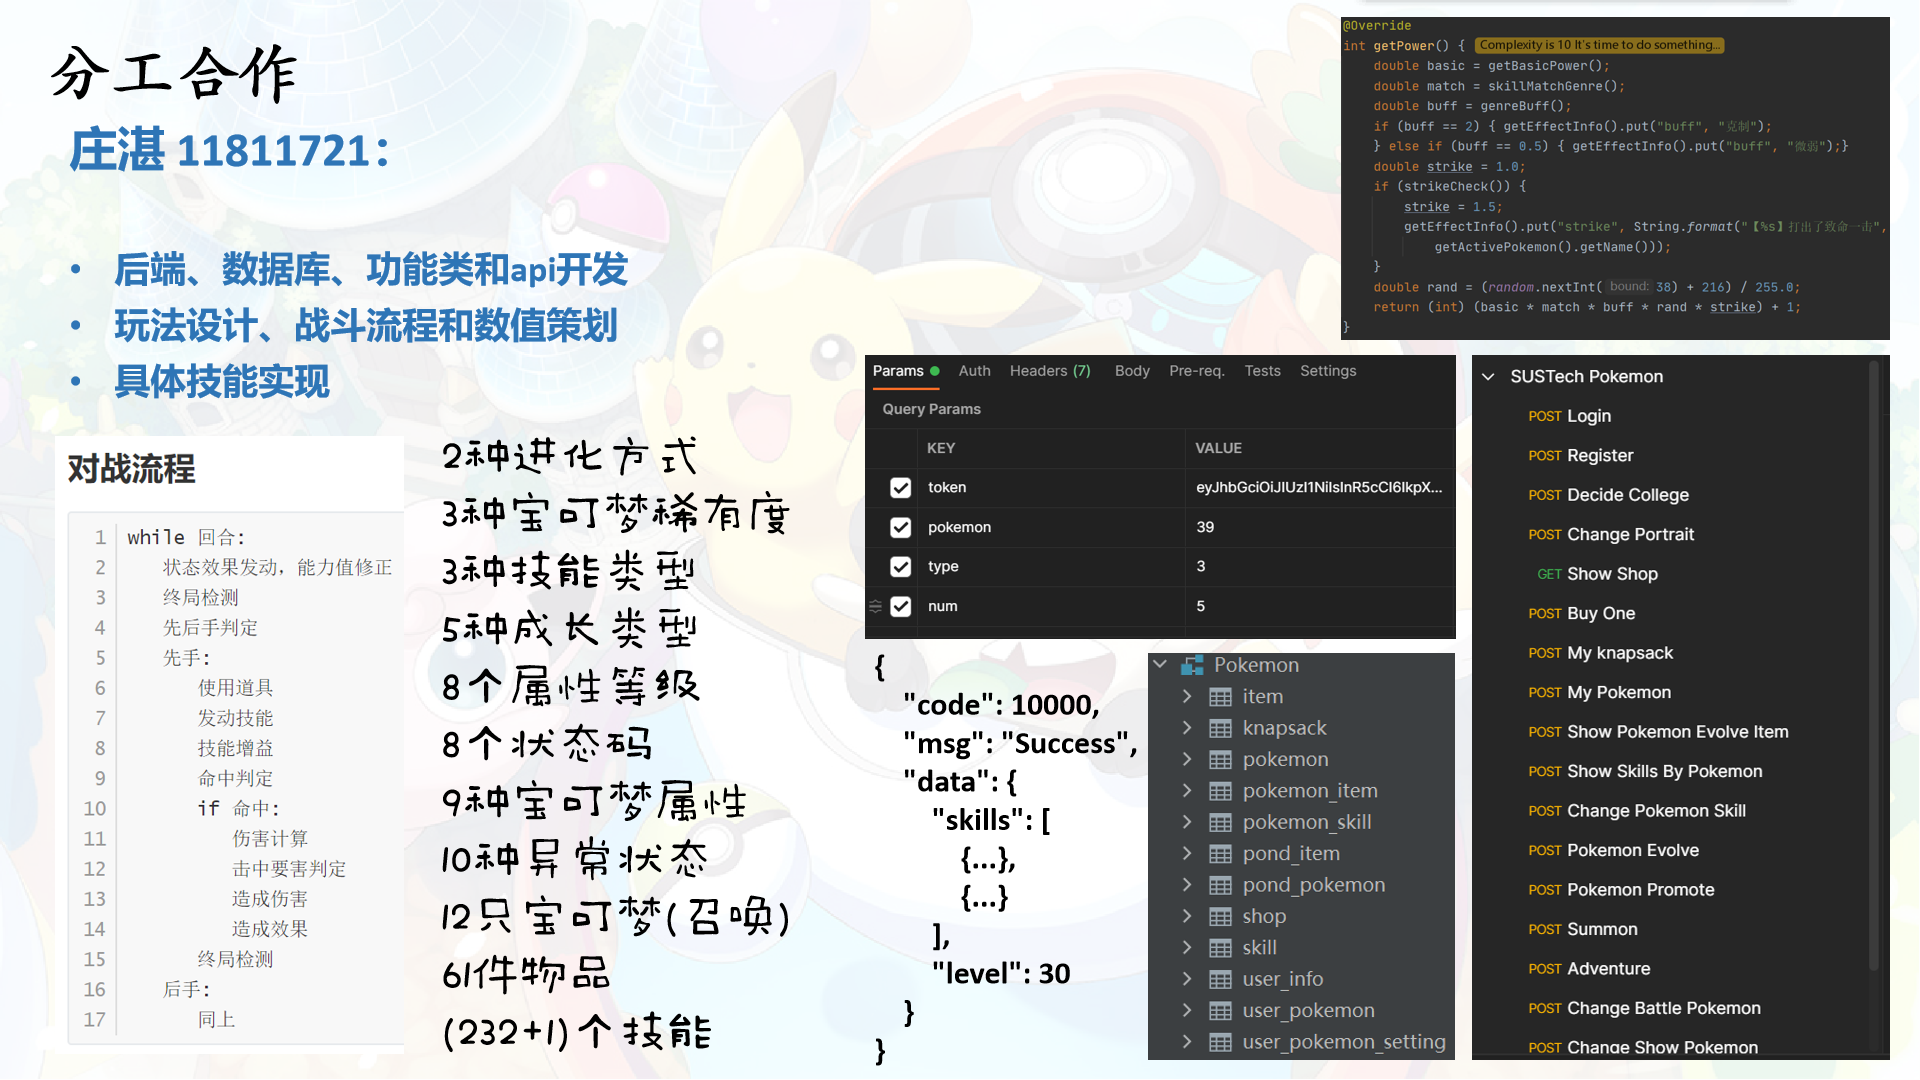 分工合作
庄湛 11811721：
• 后端、数据库、功能类和api开发
• 玩法设计、战斗流程和数值策划
• 具体技能实现
对战流程
1 while 回合:
2 状态效果发动，能力值修正
3 终局检测
4 先后手判定
5 先手:
6 使用道具
7 发动技能
8 技能增益
9 命中判定
10 if 命中:
11 伤害计算
12 击中要害判定
13 造成伤害
14 造成效果
15 终局检测
16 后手:
17 同上
2种进化方式
3种宝可梦稀有度
3种技能类型
5种成长类型
8个属性等级
8个状态码
9种宝可梦属性
10种异常状态
12只宝可梦(召唤)
61件物品
(232+1)个技能
@Override
int getPower() { Complexity is 10 It's time to do something...
double basic = getBasicPower();
double match = skillMatchGenre();
double buff = genreBuff();
if (buff == 2) { getEffectInfo().put("buff", "克制");
} else if (buff == 0.5) { getEffectInfo().put("buff", "微弱");}
double strike = 1.0;
if (strikeCheck()) {
strike = 1.5;
getEffectInfo().put("strike", String.format("【%s】打出了致命一击",
getActivePokemon().getName()));
}
double rand = (random.nextInt( bound: 38) + 216) / 255.0;
return (int) (basic * match * buff * rand * strike) + 1;
}
Params Auth Headers (7) Body Pre-req. Tests Settings
Query Params
KEY VALUE
token eyJhbGciOiJIUzI1NiIsInR5cCI6IkpX...
pokemon 39
type 3
num 5
{
"code": 10000,
"msg": "Success",
"data": {
"skills": [
{...},
{...}
],
"level": 30
}
}
Pokemon
item
knapsack
pokemon
pokemon_item
pokemon_skill
pond_item
pond_pokemon
shop
skill
user_info
user_pokemon
user_pokemon_setting
SUSTech Pokemon
POST Login
POST Register
POST Decide College
POST Change Portrait
GET Show Shop
POST Buy One
POST My knapsack
POST My Pokemon
POST Show Pokemon Evolve Item
POST Show Skills By Pokemon
POST Change Pokemon Skill
POST Pokemon Evolve
POST Pokemon Promote
POST Summon
POST Adventure
POST Change Battle Pokemon
POST Change Show Pokemon